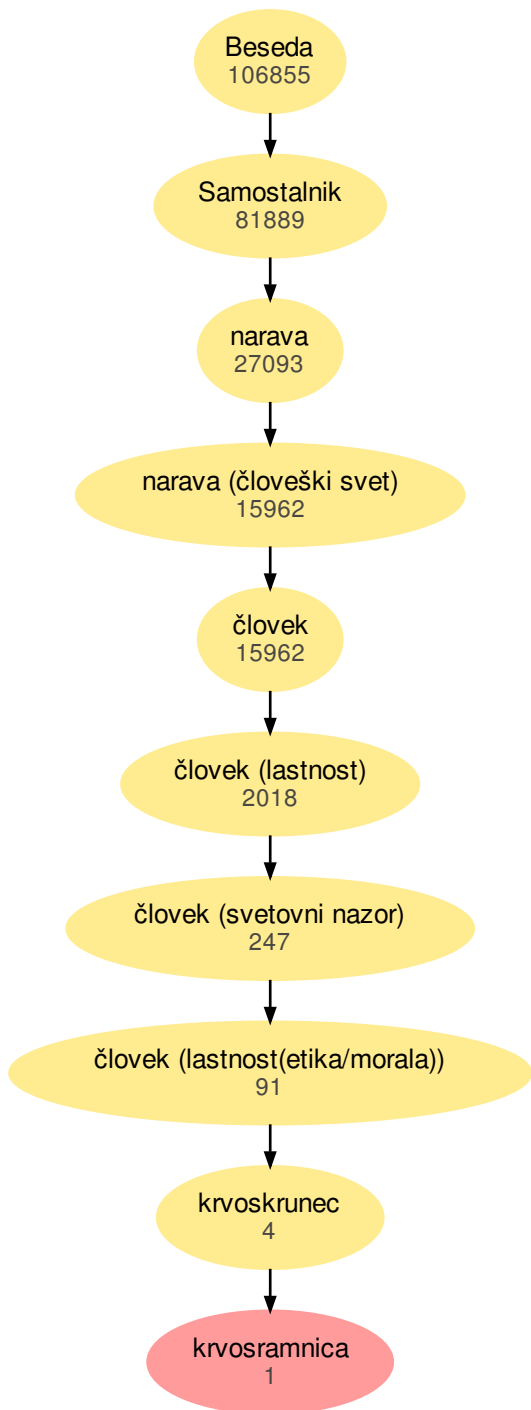 Beseda
106855
Samostalnik
81889
narava
27093
narava (človeški svet)
15962
človek
15962
človek (lastnost)
2018
človek (svetovni nazor)
247
človek (lastnost(etika/morala))
91
krvoskrunec
4
krvosramnica
1